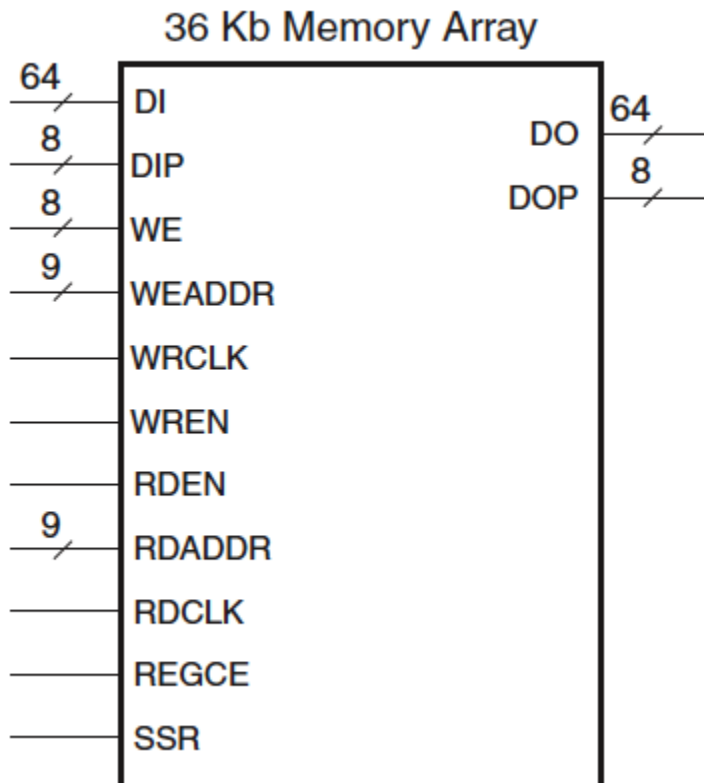 36 Kb Memory Array
64
DI
8
DIP
8
WE
9
WEADDR
WRCLK
WREN
RDEN
9
RDADDR
RDCLK
REGCE
SSR
DO
64
DOP
8